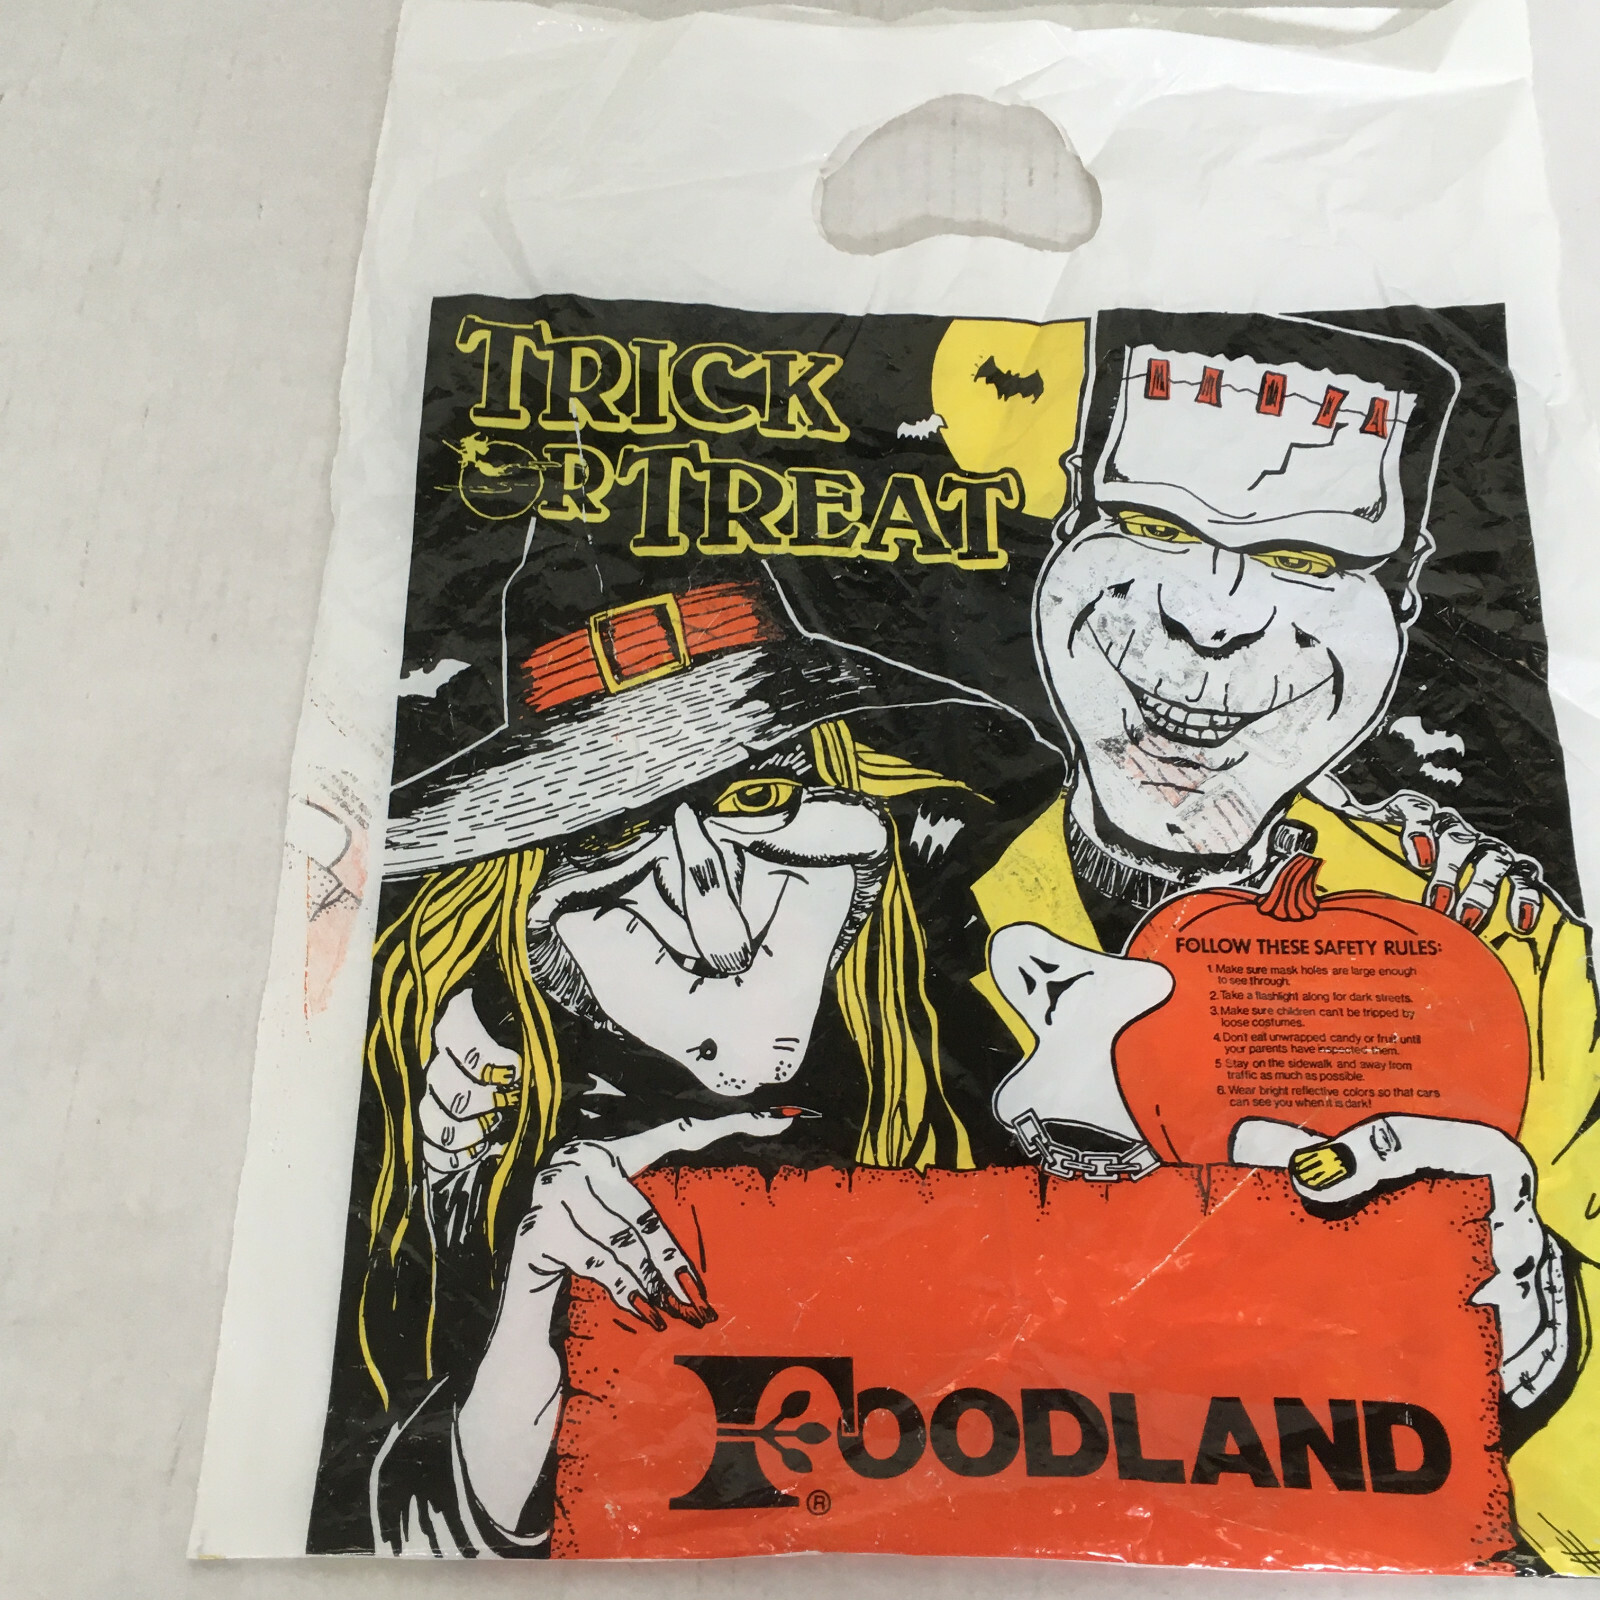 TRICK
OR TREAT
FOLLOW THESE SAFETY RULES:
1. Make sure mask holes are large enough
to see through.
2. Take a flashlight along for dark streets.
3. Make sure children can't be tripped by
loose costumes.
4. Don't eat unwrapped candy or fruit until
your parents have inspected them.
5. Stay on the sidewalk and away from
traffic as much as possible.
6. Wear bright reflective colors so that cars
can see you when it is dark!
FOODLAND
®